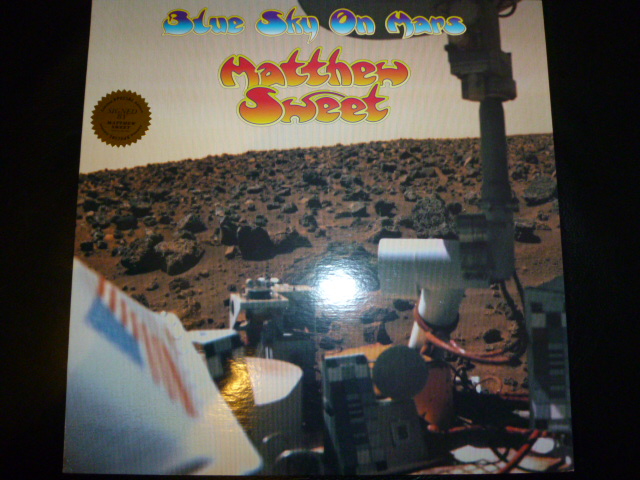 Blue Sky On Mars
Matthew
Sweet